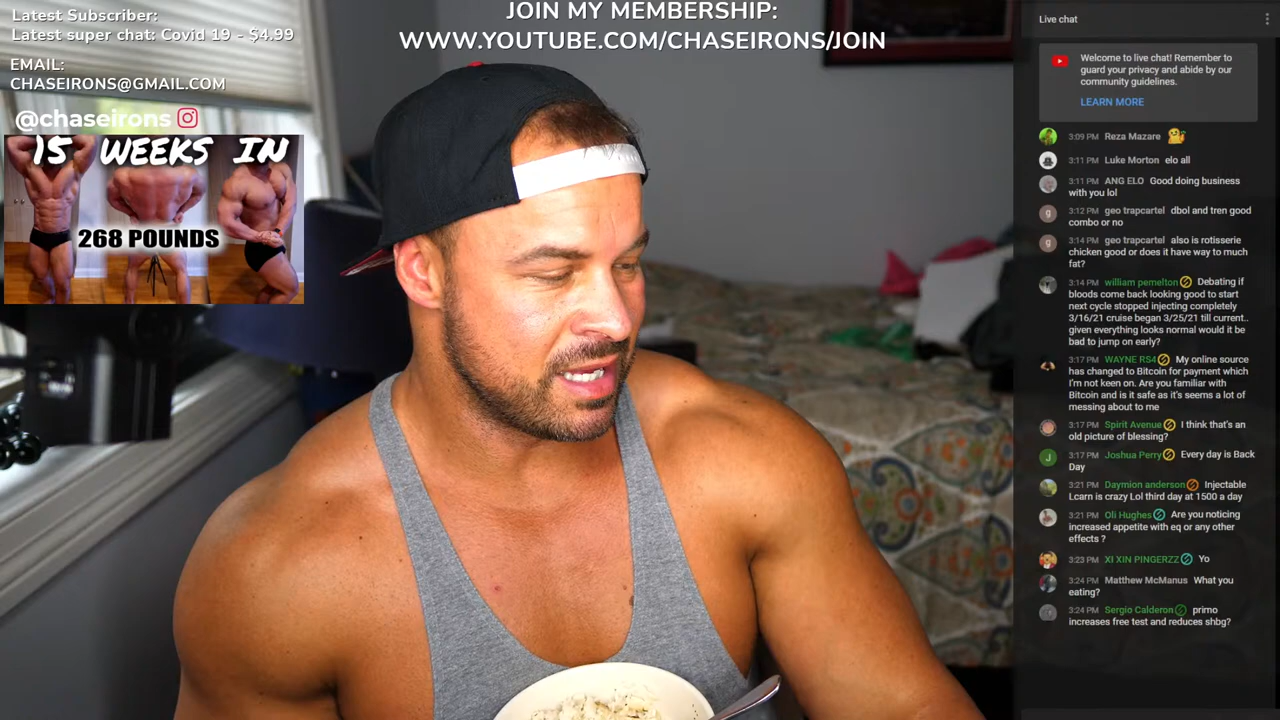 Latest Subscriber:
Latest super chat: Covid 19 - $4.99
EMAIL:
CHASEIRONS@GMAIL.COM
@chaseirons
15 WEEKS IN
268 POUNDS
JOIN MY MEMBERSHIP:
WWW.YOUTUBE.COM/CHASEIRONS/JOIN
Live chat
Welcome to live chat! Remember to
guard your privacy and abide by our
community guidelines.
LEARN MORE
3:09 PM Reza Mazare
3:11 PM Luke Morton elo all
3:11 PM ANG ELO Good doing business
with you lol
g 3:12 PM geo trapcartel dbol and tren good
combo or no
g 3:14 PM geo trapcartel also is rotisserie
chicken good or does it have way to much
fat?
3:14 PM william pemelton Debating if
bloods come back looking good to start
next cycle stopped injecting completely
3/16/21 cruise began 3/25/21 till current..
given everything looks normal would it be
bad to jump on early?
3:17 PM WAYNE RS4 My online source
has changed to Bitcoin for payment which
I'm not keen on. Are you familiar with
Bitcoin and is it safe as it's seems a lot of
messing about to me
3:17 PM Spirit Avenue I think that's an
old picture of blessing?
J 3:17 PM Joshua Perry Every day is Back
Day
3:21 PM Daymion anderson Injectable
Lcarn is crazy Lol third day at 1500 a day
3:21 PM Oli Hughes Are you noticing
increased appetite with eq or any other
effects ?
3:23 PM XI XIN PINGERZZ Yo
3:24 PM Matthew McManus What you
eating?
3:24 PM Sergio Calderon primo
increases free test and reduces shbg?